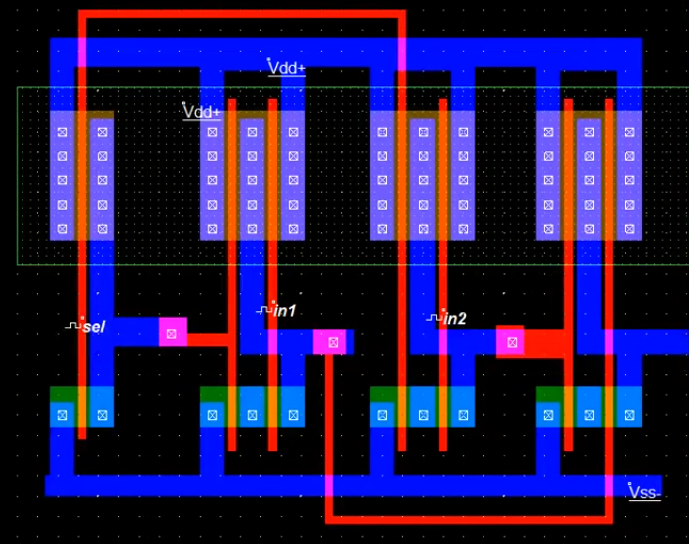 Vdd+
Vdd+
sel
in1
in2
Vss-